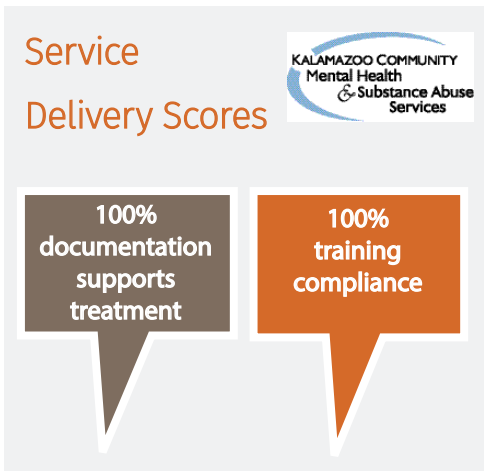 Service
Delivery Scores
KALAMAZOO COMMUNITY
Mental Health
& Substance Abuse
Services
100%
documentation
supports
treatment
100%
training
compliance